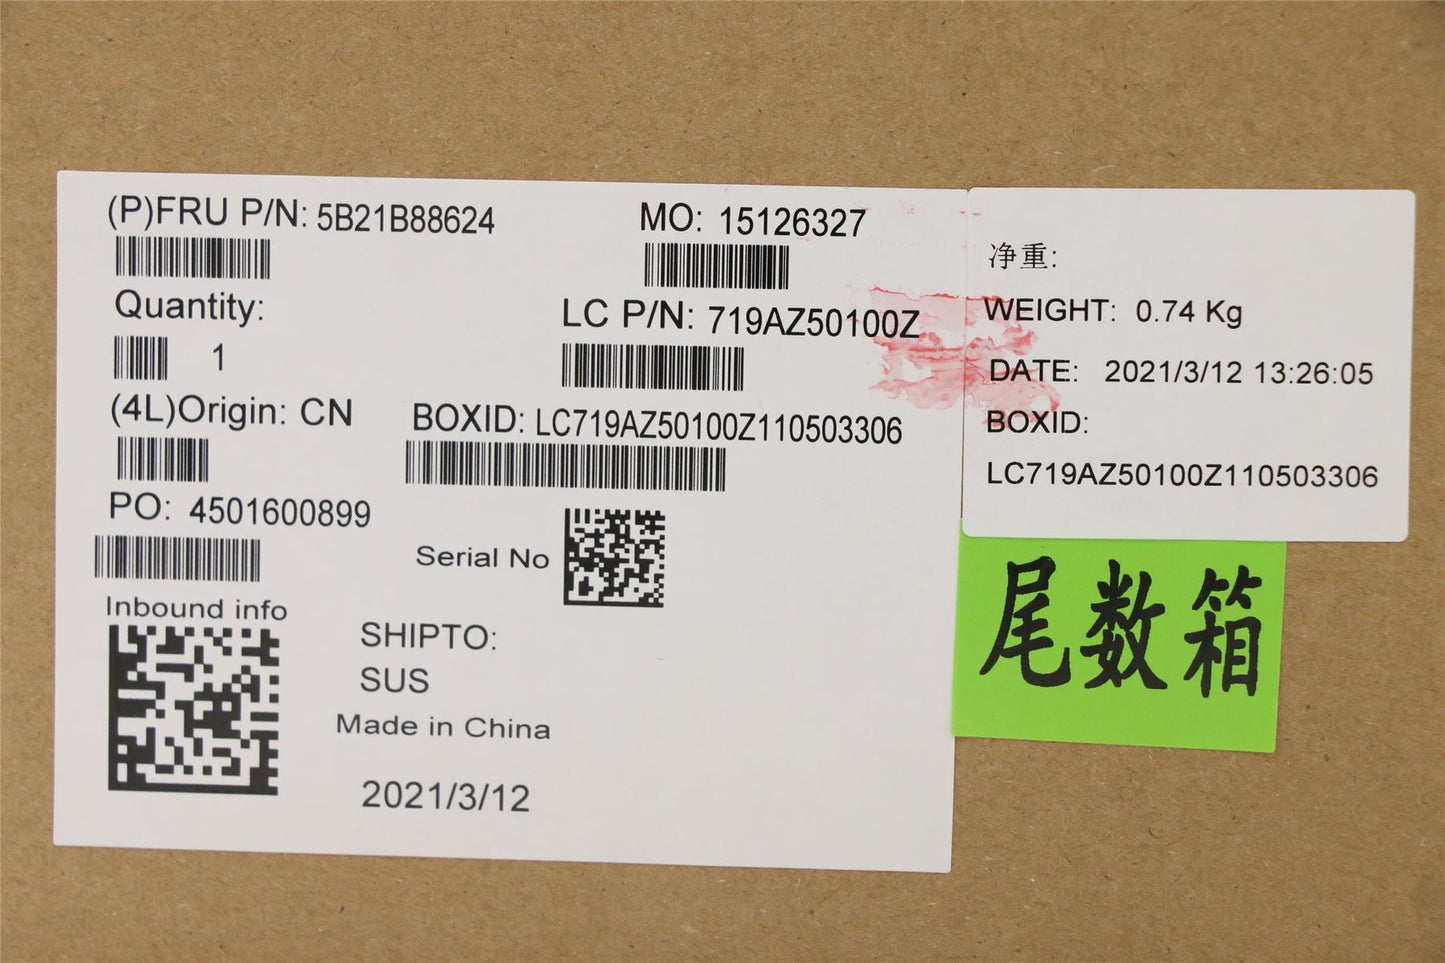 (P)FRU P/N: 5B21B88624
MO: 15126327
Quantity:
1
LC P/N: 719AZ50100Z
(4L)Origin: CN
BOXID: LC719AZ50100Z110503306
PO: 4501600899
Serial No
Inbound info
SHIPTO:
SUS
Made in China
2021/3/12
净重:
WEIGHT: 0.74 Kg
DATE: 2021/3/12 13:26:05
BOXID:
LC719AZ50100Z110503306
尾数箱